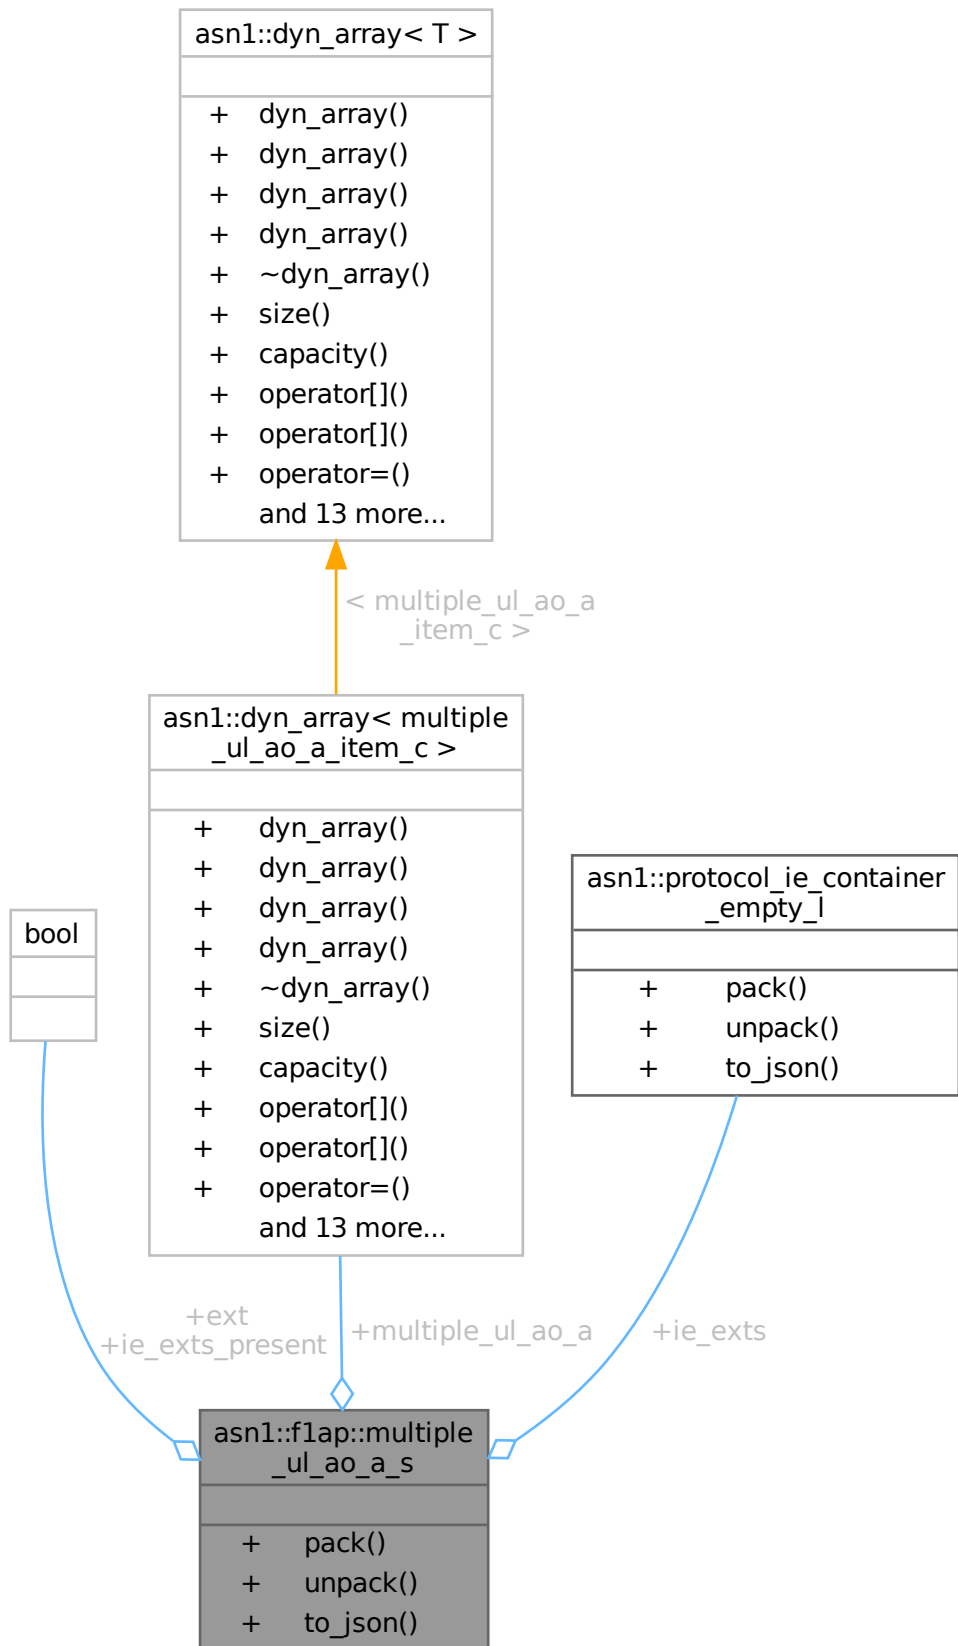 asn1::dyn_array< T >
+ dyn_array()
+ dyn_array()
+ dyn_array()
+ dyn_array()
+ ~dyn_array()
+ size()
+ capacity()
+ operator[]()
+ operator[]()
+ operator=()
and 13 more...
< multiple_ul_ao_a
_item_c >
asn1::dyn_array< multiple
_ul_ao_a_item_c >
+ dyn_array()
+ dyn_array()
+ dyn_array()
+ dyn_array()
+ ~dyn_array()
+ size()
+ capacity()
+ operator[]()
+ operator[]()
+ operator=()
and 13 more...
asn1::protocol_ie_container
_empty_l
+ pack()
+ unpack()
+ to_json()
bool
+ext
+ie_exts_present
+multiple_ul_ao_a
+ie_exts
asn1::f1ap::multiple
_ul_ao_a_s
+ pack()
+ unpack()
+ to_json()